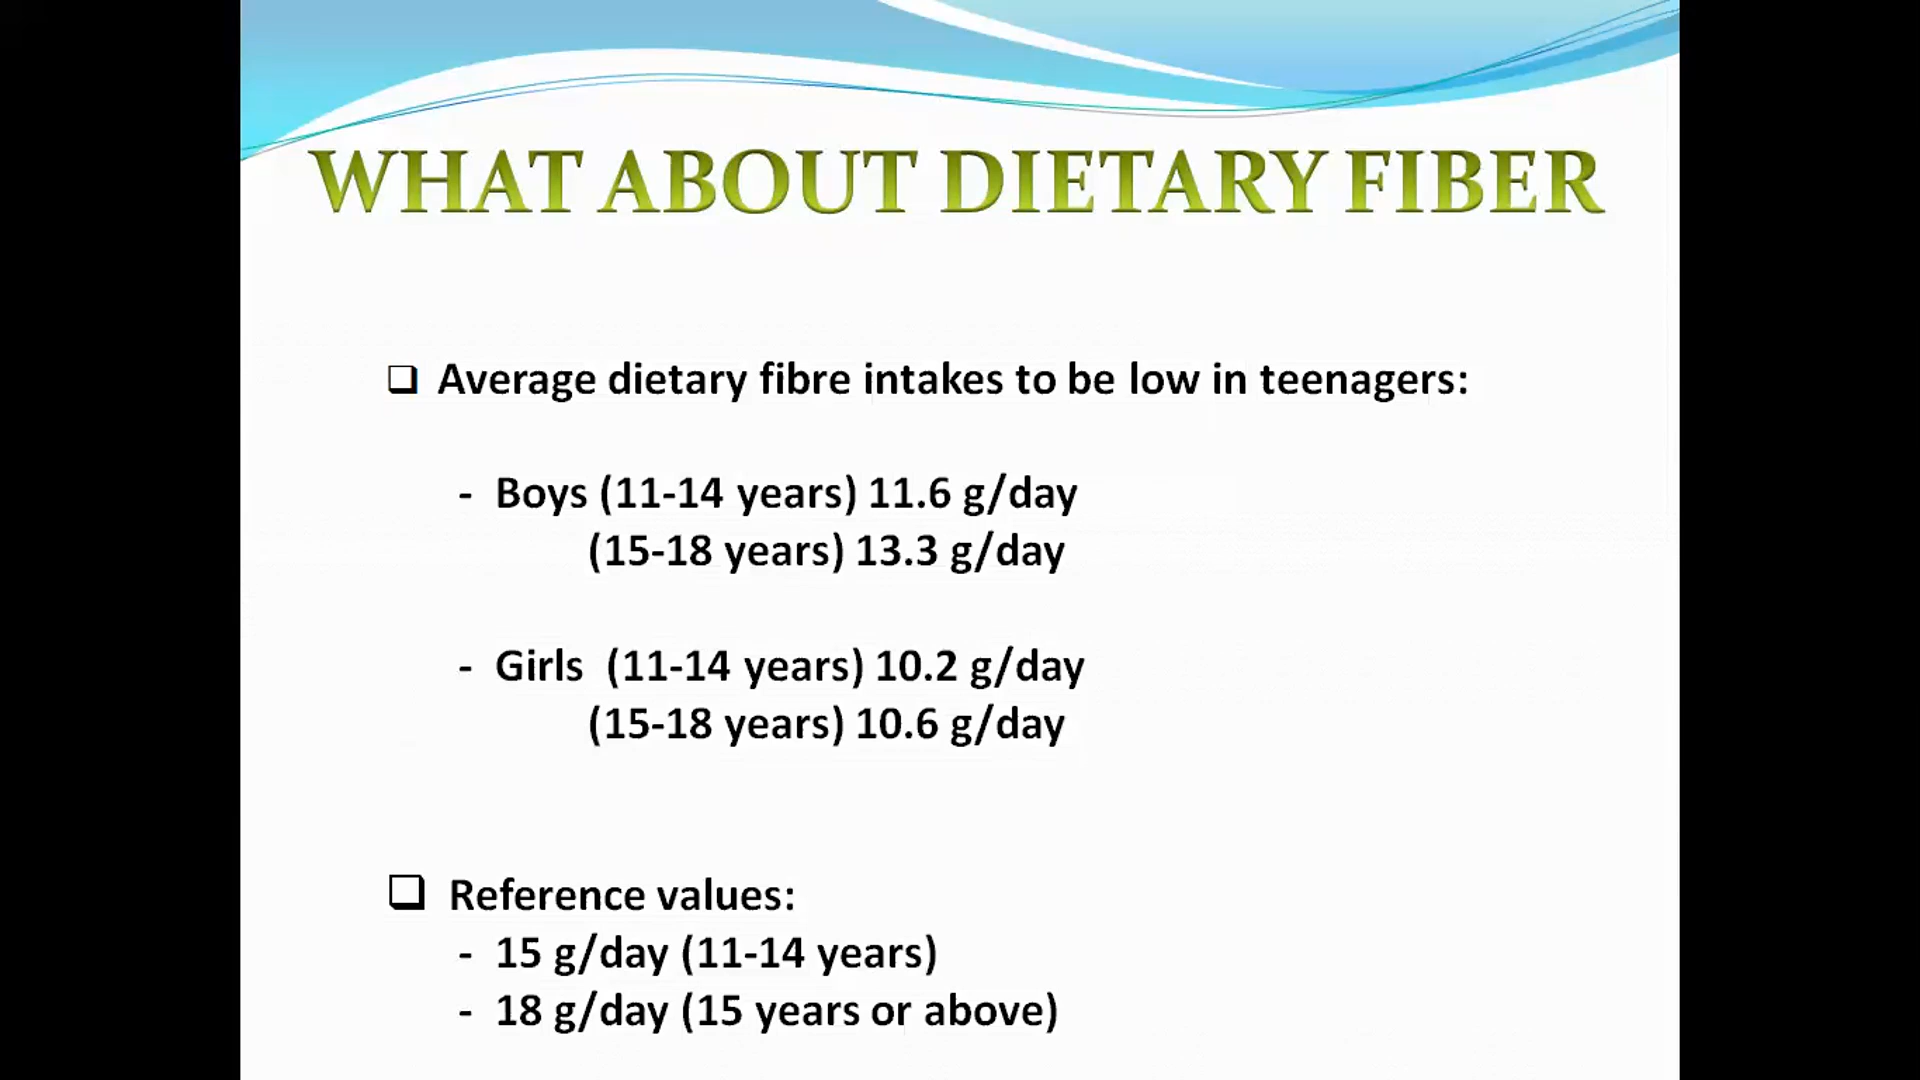 WHAT ABOUT DIETARY FIBER
❑ Average dietary fibre intakes to be low in teenagers:
- Boys (11-14 years) 11.6 g/day
(15-18 years) 13.3 g/day
- Girls (11-14 years) 10.2 g/day
(15-18 years) 10.6 g/day
❑ Reference values:
- 15 g/day (11-14 years)
- 18 g/day (15 years or above)